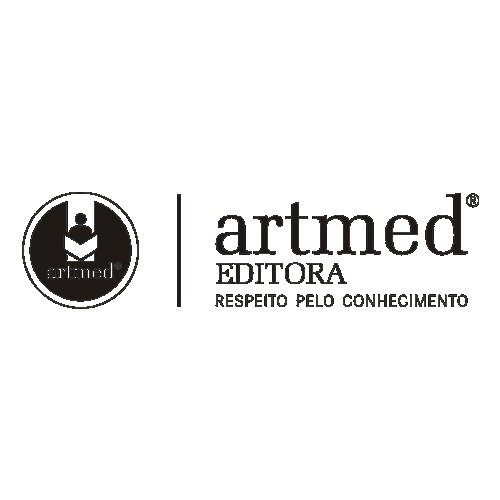 artmed®
artmed®
EDITORA
RESPEITO PELO CONHECIMENTO